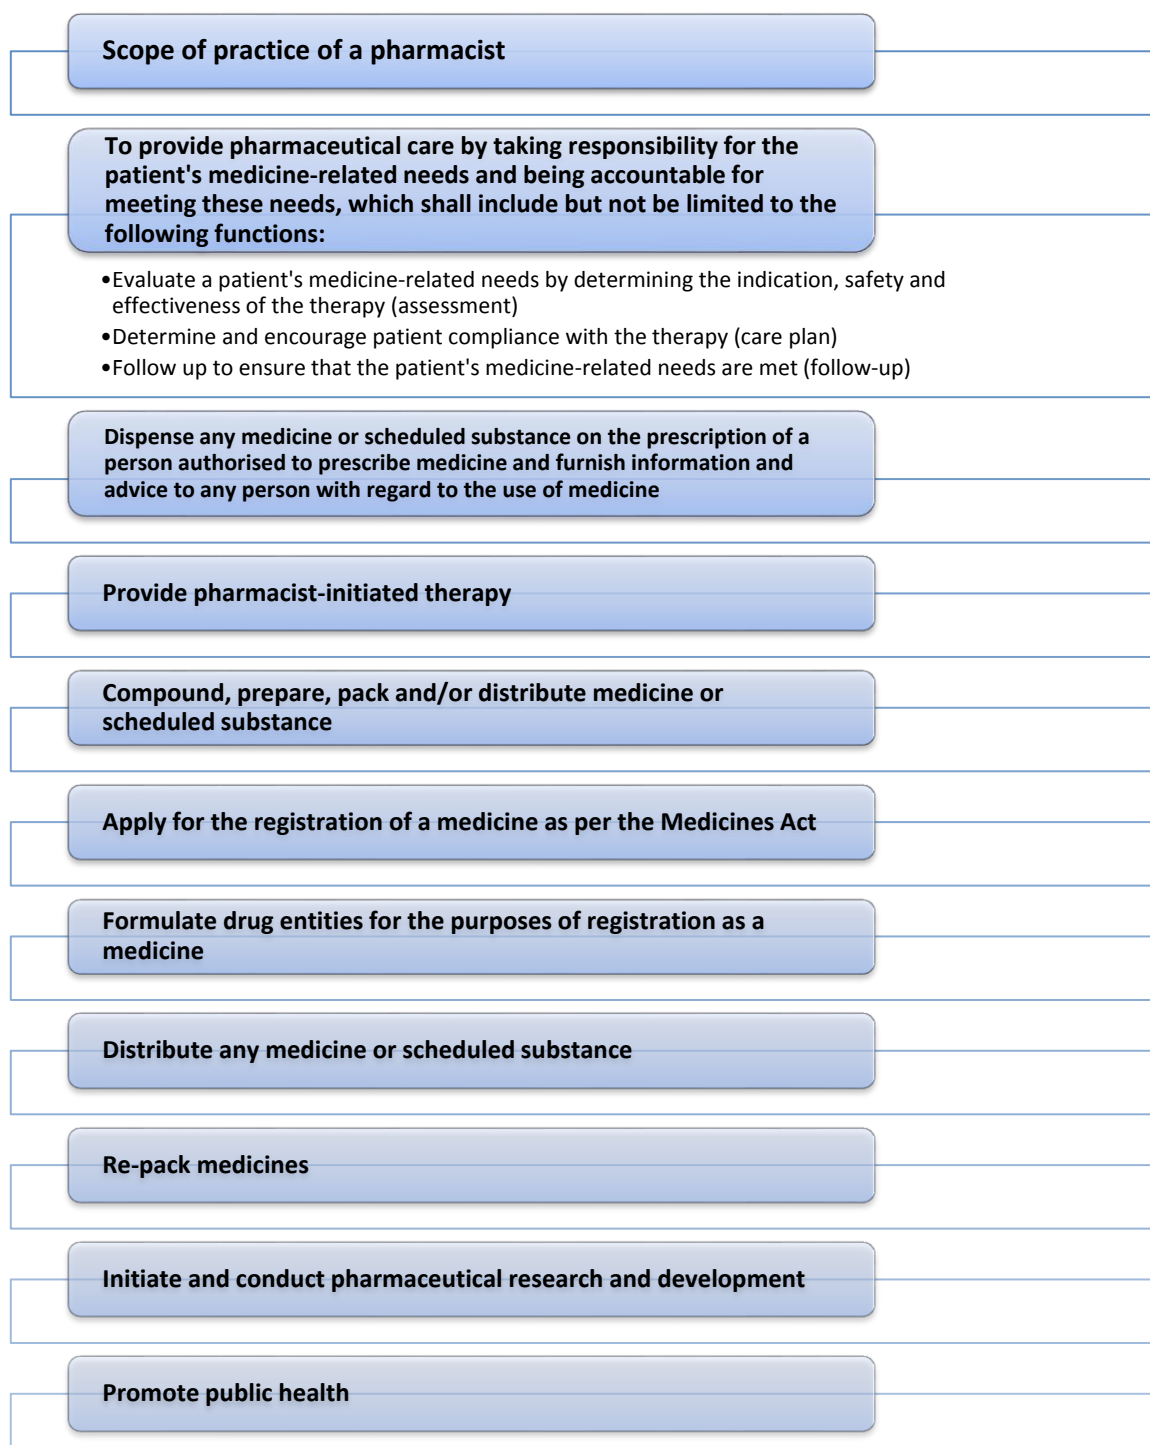 Scope of practice of a pharmacist
To provide pharmaceutical care by taking responsibility for the
patient's medicine-related needs and being accountable for
meeting these needs, which shall include but not be limited to the
following functions:
•Evaluate a patient's medicine-related needs by determining the indication, safety and
effectiveness of the therapy (assessment)
•Determine and encourage patient compliance with the therapy (care plan)
•Follow up to ensure that the patient's medicine-related needs are met (follow-up)
Dispense any medicine or scheduled substance on the prescription of a
person authorised to prescribe medicine and furnish information and
advice to any person with regard to the use of medicine
Provide pharmacist-initiated therapy
Compound, prepare, pack and/or distribute medicine or
scheduled substance
Apply for the registration of a medicine as per the Medicines Act
Formulate drug entities for the purposes of registration as a
medicine
Distribute any medicine or scheduled substance
Re-pack medicines
Initiate and conduct pharmaceutical research and development
Promote public health